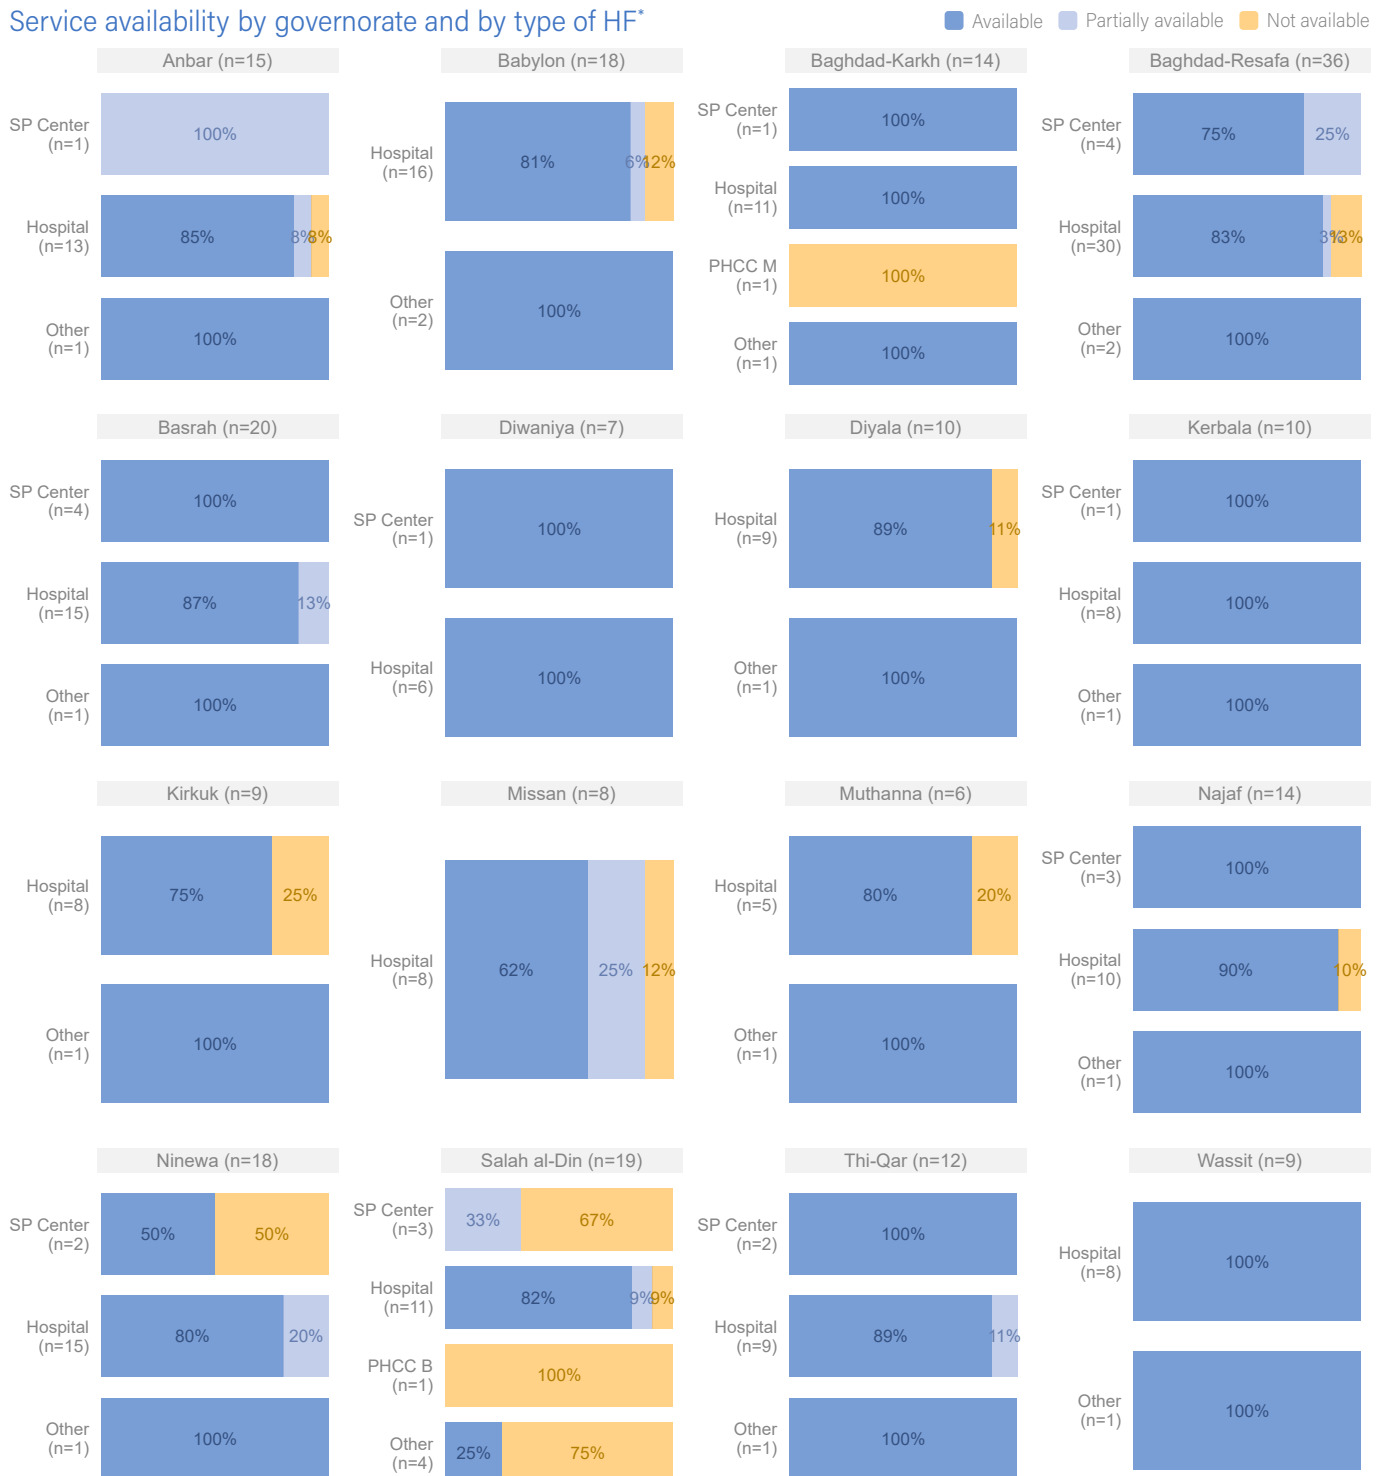 Service availability by governorate and by type of HF*
Available Partially available Not available
Anbar (n=15)
SP Center
(n=1)
100%
Hospital
(n=13)
85% 8% 8%
Other
(n=1)
100%
Babylon (n=18)
Hospital
(n=16)
81% 6% 12%
Other
(n=2)
100%
Baghdad-Karkh (n=14)
SP Center
(n=1)
100%
Hospital
(n=11)
100%
PHCC M
(n=1)
100%
Other
(n=1)
100%
Baghdad-Resafa (n=36)
SP Center
(n=4)
75% 25%
Hospital
(n=30)
83% 3% 13%
Other
(n=2)
100%
Basrah (n=20)
SP Center
(n=4)
100%
Hospital
(n=15)
87% 13%
Other
(n=1)
100%
Diwaniya (n=7)
SP Center
(n=1)
100%
Hospital
(n=6)
100%
Diyala (n=10)
Hospital
(n=9)
89% 11%
Other
(n=1)
100%
Kerbala (n=10)
SP Center
(n=1)
100%
Hospital
(n=8)
100%
Other
(n=1)
100%
Kirkuk (n=9)
Hospital
(n=8)
75% 25%
Other
(n=1)
100%
Missan (n=8)
Hospital
(n=8)
62% 25% 12%
Muthanna (n=6)
Hospital
(n=5)
80% 20%
Other
(n=1)
100%
Najaf (n=14)
SP Center
(n=3)
100%
Hospital
(n=10)
90% 10%
Other
(n=1)
100%
Ninewa (n=18)
SP Center
(n=2)
50% 50%
Hospital
(n=15)
80% 20%
Other
(n=1)
100%
Salah al-Din (n=19)
SP Center
(n=3)
33% 67%
Hospital
(n=11)
82% 9% 9%
PHCC B
(n=1)
100%
Other
(n=4)
25% 75%
Thi-Qar (n=12)
SP Center
(n=2)
100%
Hospital
(n=9)
89% 11%
Other
(n=1)
100%
Wassit (n=9)
Hospital
(n=8)
100%
Other
(n=1)
100%